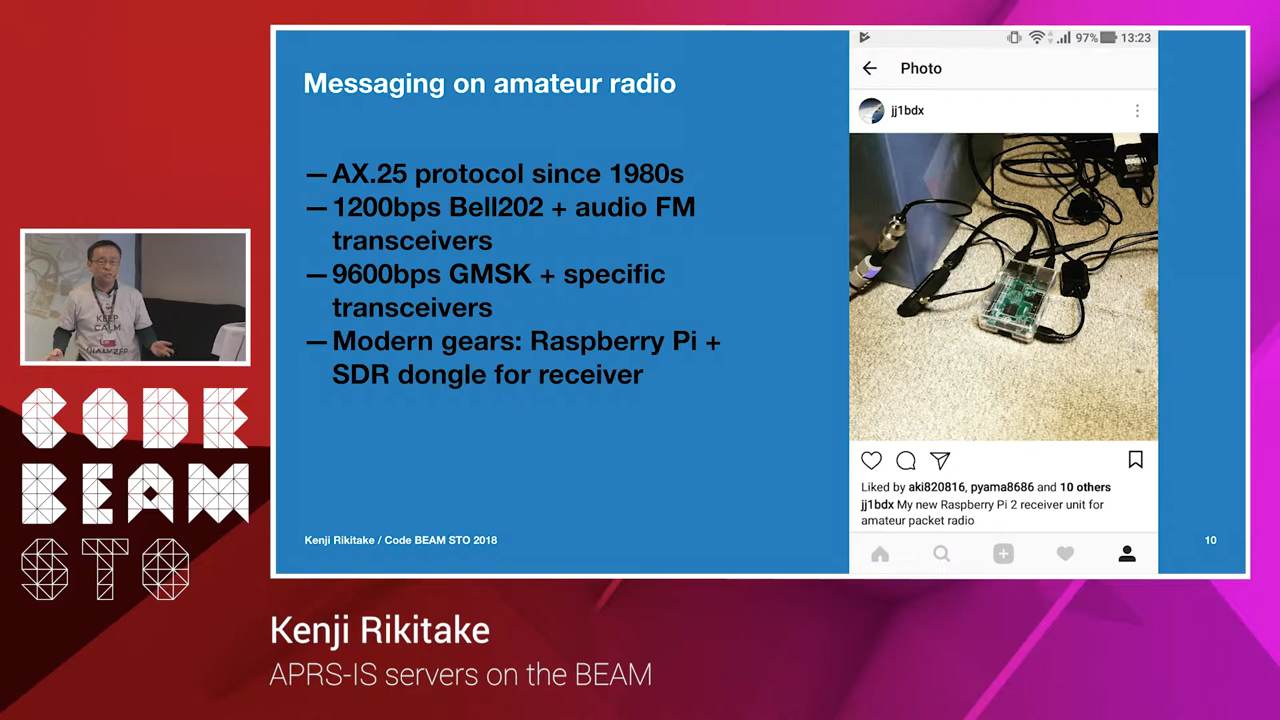 Messaging on amateur radio
—AX.25 protocol since 1980s
—1200bps Bell202 + audio FM
transceivers
—9600bps GMSK + specific
transceivers
—Modern gears: Raspberry Pi +
SDR dongle for receiver
Kenji Rikitake / Code BEAM STO 2018
10
97% 13:23
Photo
jj1bdx
Liked by aki820816, pyama8686 and 10 others
jj1bdx My new Raspberry Pi 2 receiver unit for
amateur packet radio
KEEP
CALM
CODE
BEAM
STO
Kenji Rikitake
APRS-IS servers on the BEAM